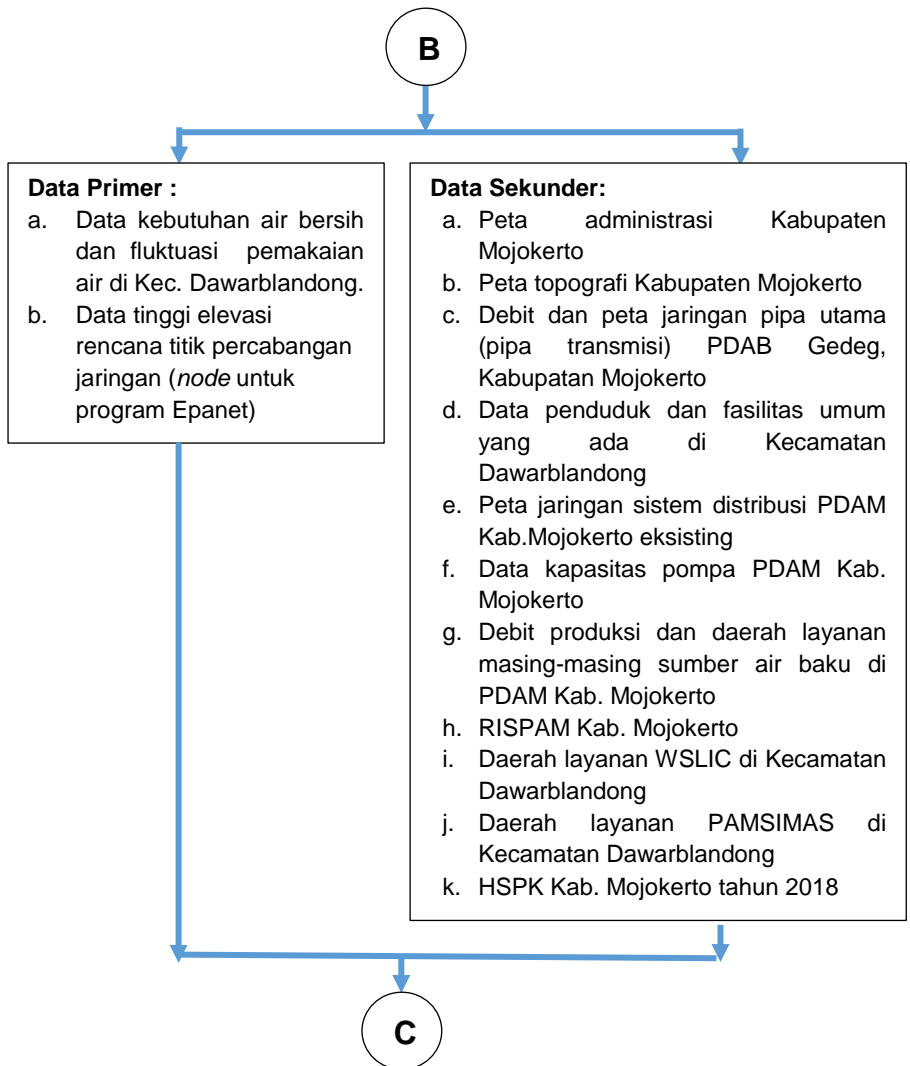 B
Data Primer :
a. Data kebutuhan air bersih
dan fluktuasi pemakaian
air di Kec. Dawarblandong.
b. Data tinggi elevasi
rencana titik percabangan
jaringan (node untuk
program Epanet)
Data Sekunder:
a. Peta administrasi Kabupaten
Mojokerto
b. Peta topografi Kabupaten Mojokerto
c. Debit dan peta jaringan pipa utama
(pipa transmisi) PDAB Gedeg,
Kabupatan Mojokerto
d. Data penduduk dan fasilitas umum
yang ada di Kecamatan
Dawarblandong
e. Peta jaringan sistem distribusi PDAM
Kab.Mojokerto eksisting
f. Data kapasitas pompa PDAM Kab.
Mojokerto
g. Debit produksi dan daerah layanan
masing-masing sumber air baku di
PDAM Kab. Mojokerto
h. RISPAM Kab. Mojokerto
i. Daerah layanan WSLIC di Kecamatan
Dawarblandong
j. Daerah layanan PAMSIMAS di
Kecamatan Dawarblandong
k. HSPK Kab. Mojokerto tahun 2018
C